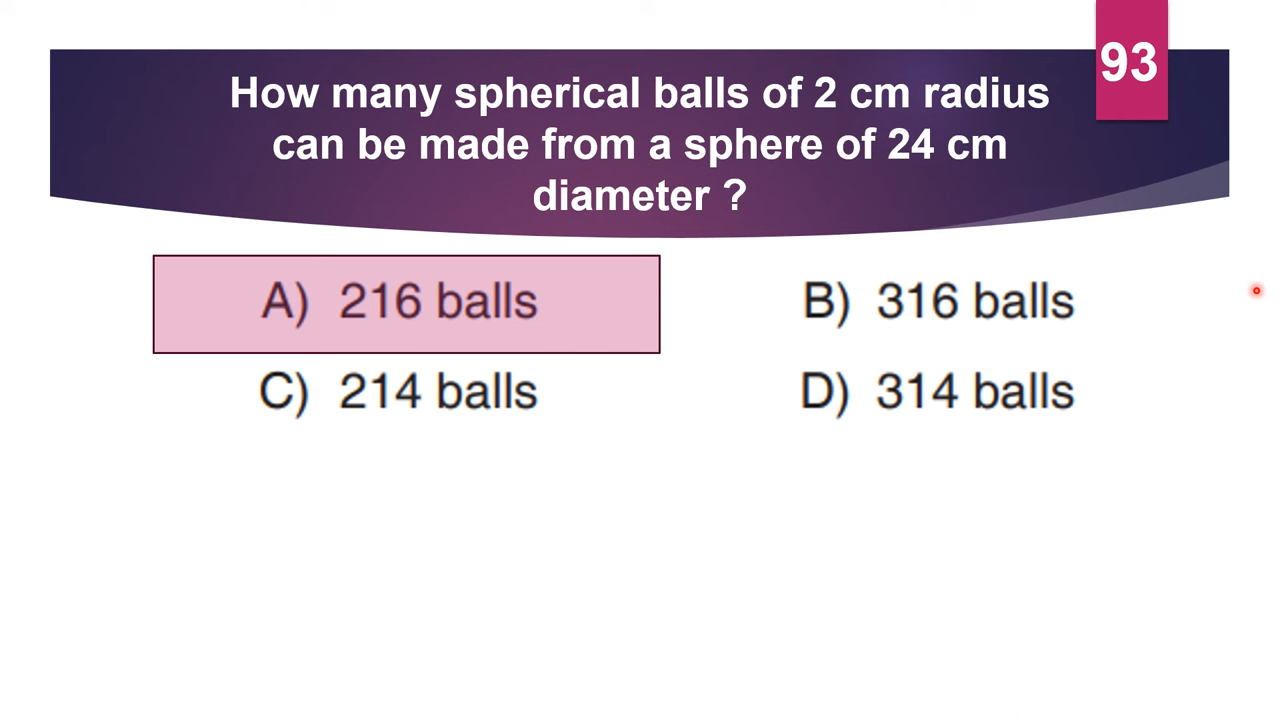 93
How many spherical balls of 2 cm radius
can be made from a sphere of 24 cm
diameter ?
A) 216 balls
B) 316 balls
C) 214 balls
D) 314 balls